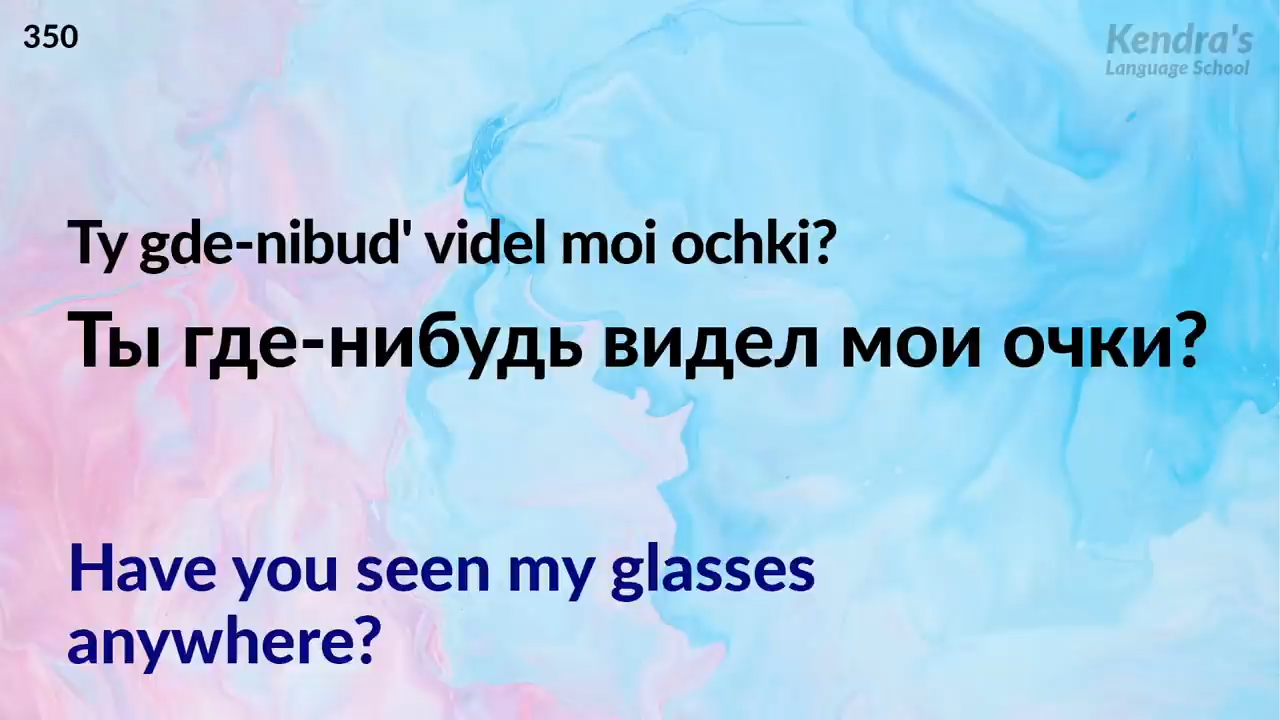 350
Kendra's
Language School
Ty gde-nibud' videl moi ochki?
Ты где-нибудь видел мои очки?
Have you seen my glasses
anywhere?